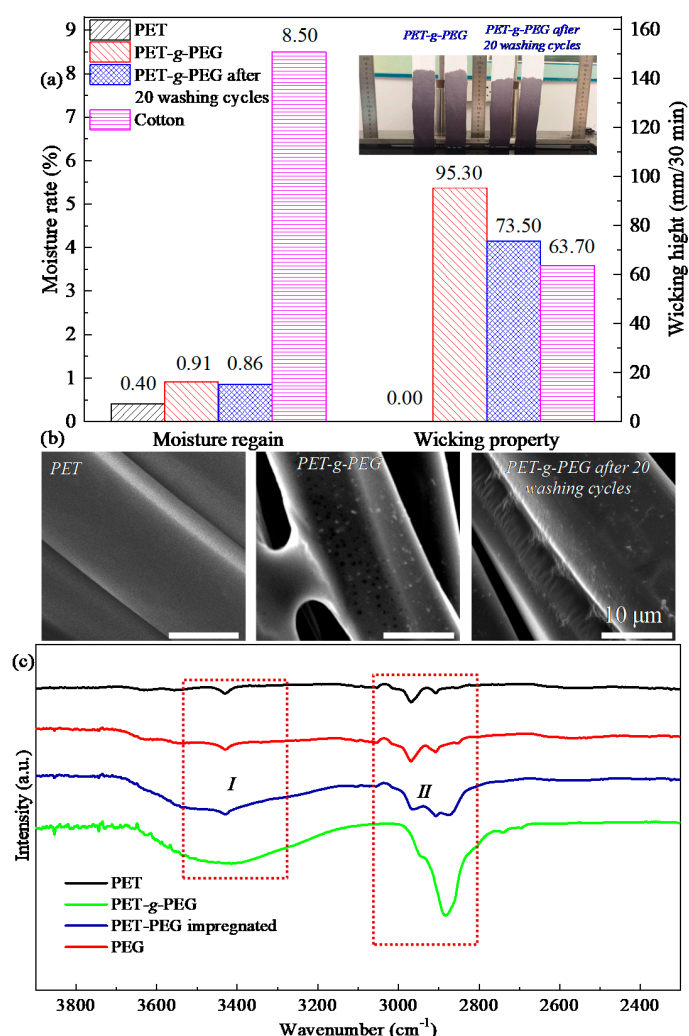 9
8
7
6
5
4
3
2
1
0
Moisture rate (%)
(a)
PET
PET-g-PEG
PET-g-PEG after
20 washing cycles
Cotton
8.50
0.40
0.91
0.86
PET-g-PEG
PET-g-PEG after
20 washing cycles
95.30
73.50
63.70
0.00
160
140
120
100
80
60
40
20
0
Wicking hight (mm/30 min)
Moisture regain
Wicking property
(b)
PET
PET-g-PEG
PET-g-PEG after 20
washing cycles
10 μm
(c)
Intensity (a.u.)
I
II
PET
PET-g-PEG
PET-PEG impregnated
PEG
3800
3600
3400
3200
3000
2800
2600
2400
Wavenumber (cm⁻¹)